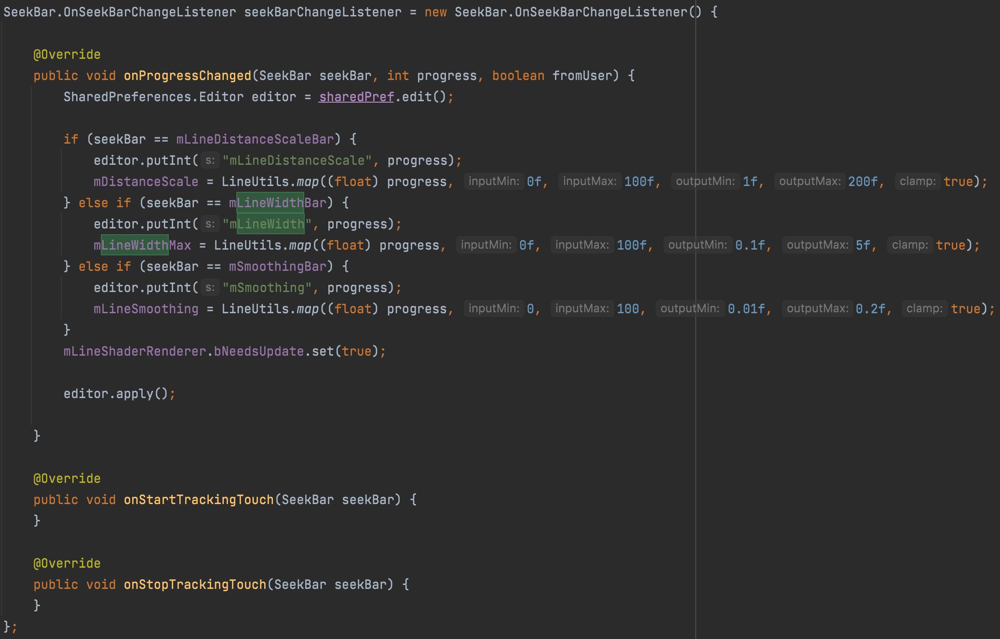 SeekBar.OnSeekBarChangeListener seekBarChangeListener = new SeekBar.OnSeekBarChangeListener() {
@Override
public void onProgressChanged(SeekBar seekBar, int progress, boolean fromUser) {
SharedPreferences.Editor editor = sharedPref.edit();
if (seekBar == mLineDistanceScaleBar) {
editor.putInt( s: "mLineDistanceScale", progress);
mDistanceScale = LineUtils.map((float) progress, inputMin: 0f, inputMax: 100f, outputMin: 1f, outputMax: 200f, clamp: true);
} else if (seekBar == mLineWidthBar) {
editor.putInt( s: "mLineWidth", progress);
mLineWidthMax = LineUtils.map((float) progress, inputMin: 0f, inputMax: 100f, outputMin: 0.1f, outputMax: 5f, clamp: true);
} else if (seekBar == mSmoothingBar) {
editor.putInt( s: "mSmoothing", progress);
mLineSmoothing = LineUtils.map((float) progress, inputMin: 0, inputMax: 100, outputMin: 0.01f, outputMax: 0.2f, clamp: true);
}
mLineShaderRenderer.bNeedsUpdate.set(true);
editor.apply();
}
@Override
public void onStartTrackingTouch(SeekBar seekBar) {
}
@Override
public void onStopTrackingTouch(SeekBar seekBar) {
}
};